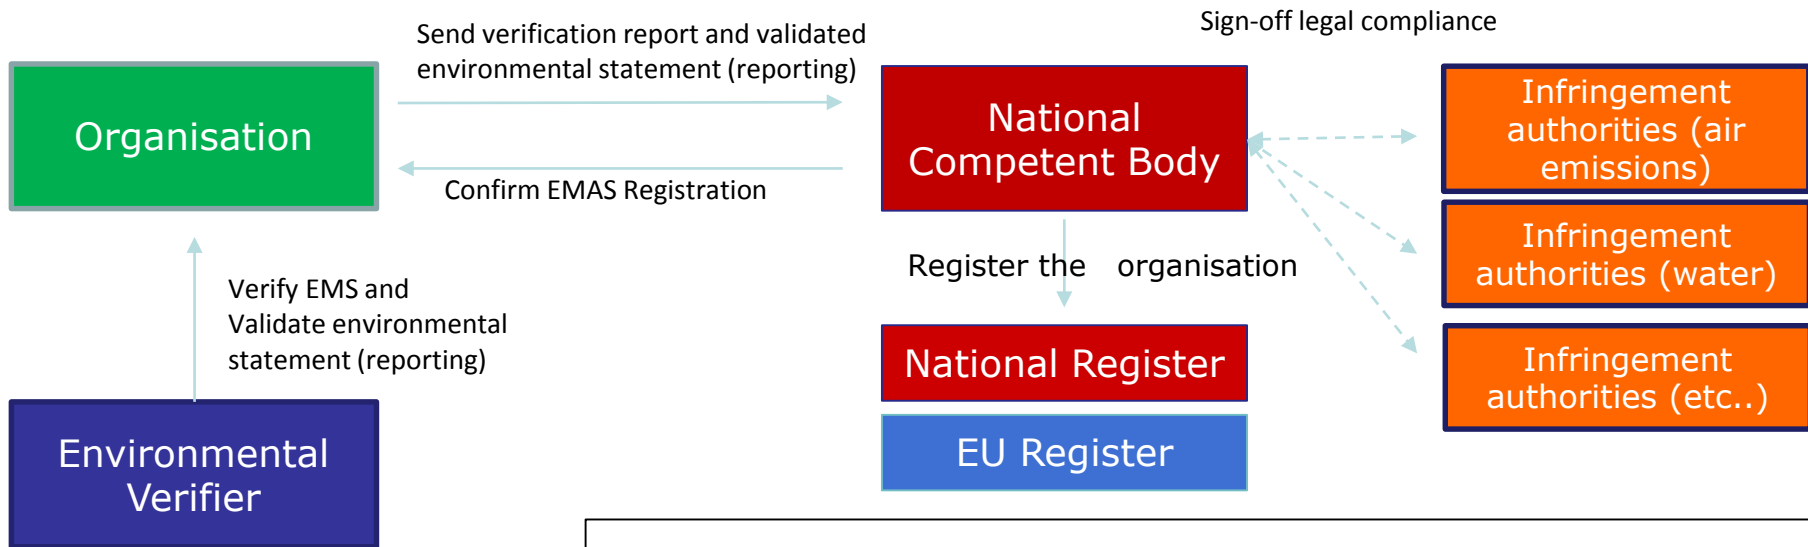 Sign-off legal compliance
Send verification report and validated
environmental statement (reporting)
Organisation
National
Competent Body
Infringement
authorities (air
emissions)
Confirm EMAS Registration
Infringement
authorities (water)
Register the organisation
Verify EMS and
Validate environmental
statement (reporting)
National Register
Infringement
authorities (etc..)
EU Register
Environmental
Verifier